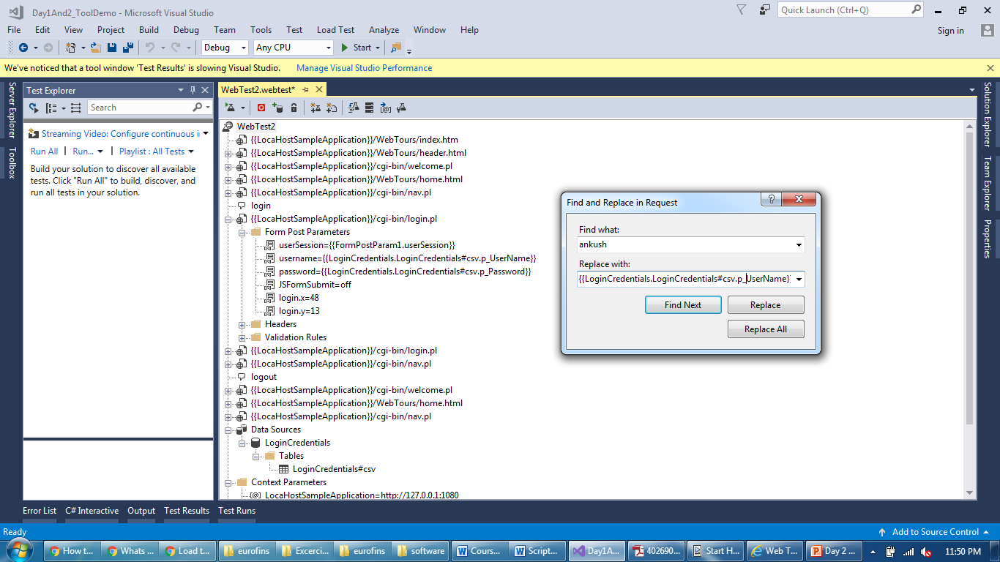 Day1And2_ToolDemo - Microsoft Visual Studio
Quick Launch (Ctrl+Q)
File Edit View Project Build Debug Team Tools Test Load Test Analyze Window Help
Sign in
Debug Any CPU Start
We've noticed that a tool window 'Test Results' is slowing Visual Studio. Manage Visual Studio Performance
Server Explorer
Toolbox
Test Explorer
Search
Streaming Video: Configure continuous i
Run All | Run... | Playlist : All Tests
Build your solution to discover all available
tests. Click "Run All" to build, discover, and
run all tests in your solution.
WebTest2.webtest*
WebTest2
{{LocaHostSampleApplication}}/WebTours/index.htm
{{LocaHostSampleApplication}}/WebTours/header.html
{{LocaHostSampleApplication}}/cgi-bin/welcome.pl
{{LocaHostSampleApplication}}/WebTours/home.html
{{LocaHostSampleApplication}}/cgi-bin/nav.pl
login
{{LocaHostSampleApplication}}/cgi-bin/login.pl
Form Post Parameters
userSession={{FormPostParam1.userSession}}
username={{LoginCredentials.LoginCredentials#csv.p_UserName}}
password={{LoginCredentials.LoginCredentials#csv.p_Password}}
JSFormSubmit=off
login.x=48
login.y=13
Headers
Validation Rules
{{LocaHostSampleApplication}}/cgi-bin/login.pl
{{LocaHostSampleApplication}}/cgi-bin/nav.pl
logout
{{LocaHostSampleApplication}}/cgi-bin/welcome.pl
{{LocaHostSampleApplication}}/WebTours/home.html
{{LocaHostSampleApplication}}/cgi-bin/nav.pl
Data Sources
LoginCredentials
Tables
LoginCredentials#csv
Context Parameters
LocaHostSampleApplication=http://127.0.0.1:1080
Find and Replace in Request
?
Find what:
ankush
Replace with:
{{LoginCredentials.LoginCredentials#csv.p_UserName}
Find Next Replace
Replace All
Solution Explorer
Team Explorer
Properties
Error List C# Interactive Output Test Results Test Runs
Ready
Add to Source Control
How t... Whats ... Load t... eurofins Excerci... eurofins software Cours... Script... Day1A... 402690... Start H... Web T... Day 2 ... 11:50 PM